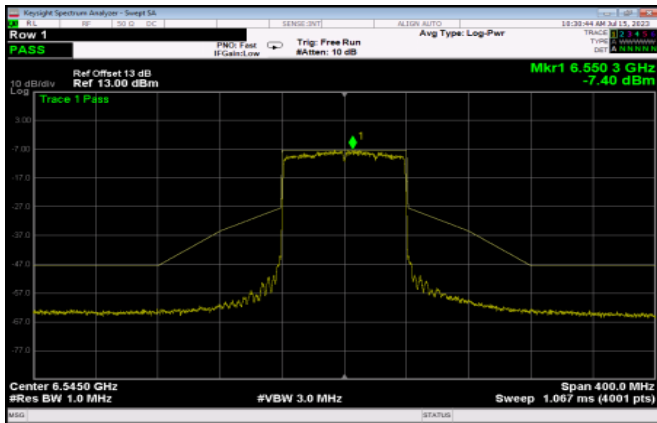 Keysight Spectrum Analyzer - Swept SA
RL RF 50 Ω DC SENSE:INT ALIGN AUTO 10:30:44 AM Jul 15, 2023
Row 1 Avg Type: Log-Pwr TRACE 1 2 3 4 5 6
PASS PNO: Fast Trig: Free Run TYPE A WWWWW
IFGain:Low #Atten: 10 dB DET A N N N N N
Mkr1 6.550 3 GHz
Ref Offset 13 dB
10 dB/div Ref 13.00 dBm -7.40 dBm
Log
Trace 1 Pass
3.00
1
-7.00
-17.0
-27.0
-37.0
-47.0
-57.0
-67.0
-77.0
Center 6.5450 GHz Span 400.0 MHz
#Res BW 1.0 MHz #VBW 3.0 MHz Sweep 1.067 ms (4001 pts)
MSG STATUS